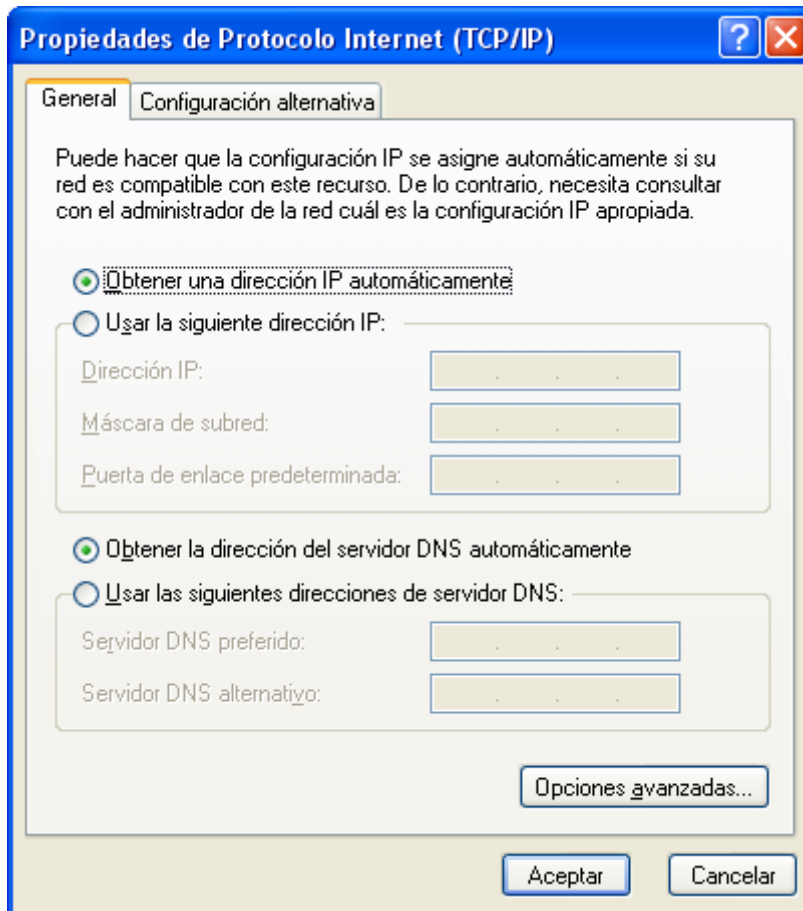 Propiedades de Protocolo Internet (TCP/IP)
General
Configuración alternativa
Puede hacer que la configuración IP se asigne automáticamente si su
red es compatible con este recurso. De lo contrario, necesita consultar
con el administrador de la red cuál es la configuración IP apropiada.
Obtener una dirección IP automáticamente
Usar la siguiente dirección IP:
Dirección IP:
Máscara de subred:
Puerta de enlace predeterminada:
Obtener la dirección del servidor DNS automáticamente
Usar las siguientes direcciones de servidor DNS:
Servidor DNS preferido:
Servidor DNS alternativo:
Opciones avanzadas...
Aceptar
Cancelar